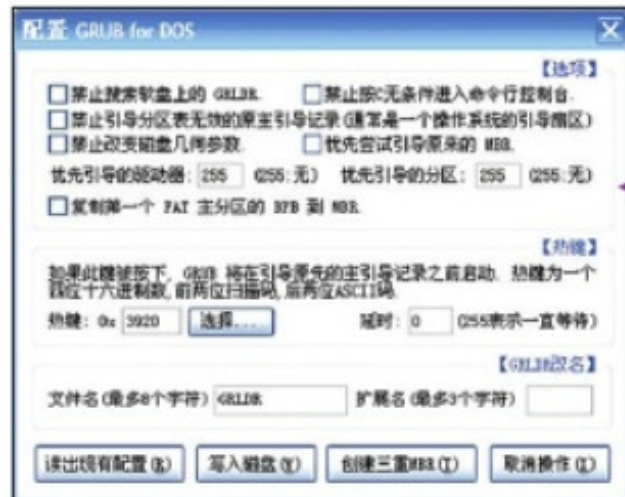 配置 GRUB for DOS
【选项】
禁止搜索软盘上的 GRLDR. 禁止按C无条件进入命令行控制台.
禁止引导分区表无效的原主引导记录(通常是一个操作系统的引导扇区)
禁止改变磁盘几何参数. 优先尝试引导原来的 MBR.
优先引导的驱动器: 255 (255:无) 优先引导的分区: 255 (255:无)
复制第一个 FAT 主分区的 BPB 到 MBR
【热键】
如果此键被按下, GRUB 将在引导原先的主引导记录之前启动. 热键为一个
四位十六进制数,前两位扫描码,后两位ASCII码.
热键: 0x 3920 选择... 延时: 0 (255表示一直等待)
【GRLDR改名】
文件名(最多8个字符) GRLDR 扩展名(最多3个字符)
读出现有配置(R) 写入磁盘(W) 创建三重MBR(T) 取消操作(Q)